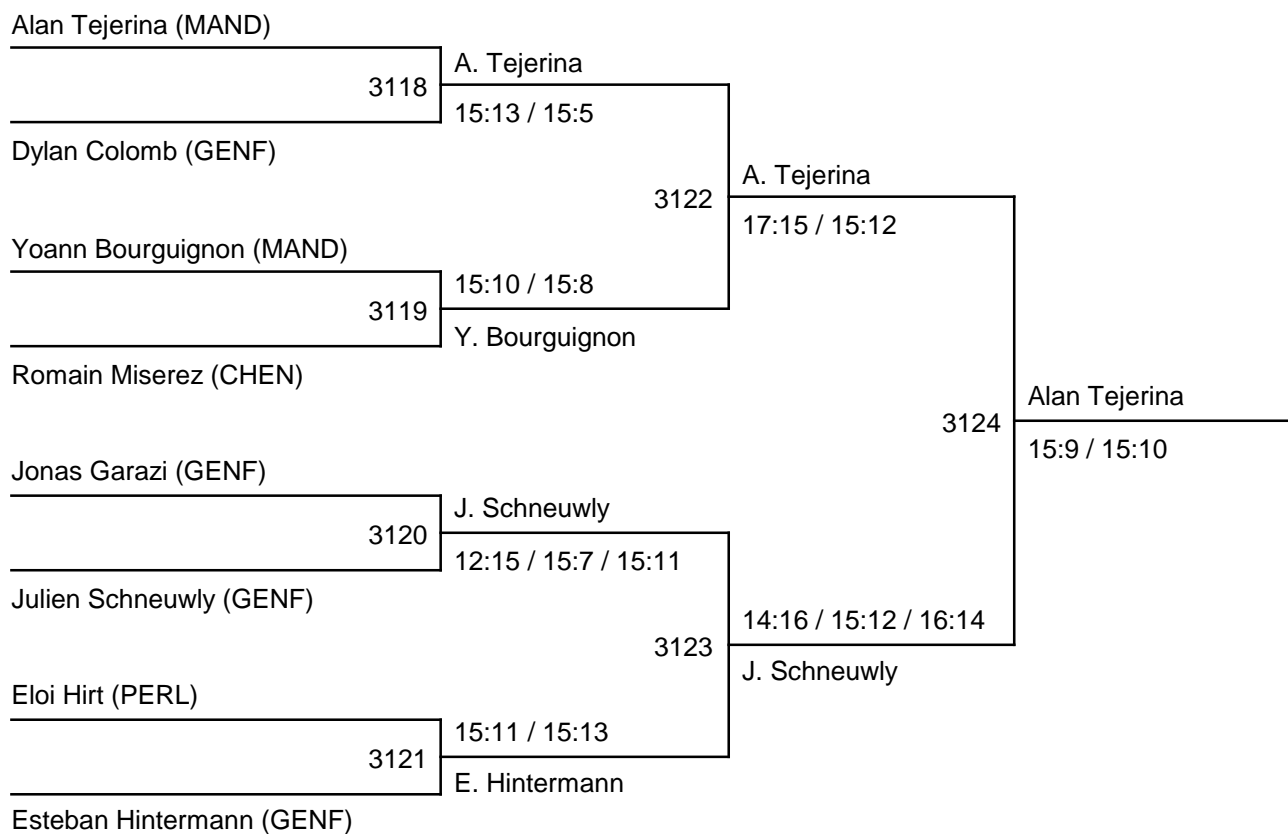 Alan Tejerina (MAND)
A. Tejerina
3118
15:13 / 15:5
Dylan Colomb (GENF)
A. Tejerina
3122
17:15 / 15:12
Yoann Bourguignon (MAND)
15:10 / 15:8
3119
Y. Bourguignon
Romain Miserez (CHEN)
Alan Tejerina
3124
15:9 / 15:10
Jonas Garazi (GENF)
J. Schneuwly
3120
12:15 / 15:7 / 15:11
Julien Schneuwly (GENF)
14:16 / 15:12 / 16:14
3123
J. Schneuwly
Eloi Hirt (PERL)
15:11 / 15:13
3121
E. Hintermann
Esteban Hintermann (GENF)